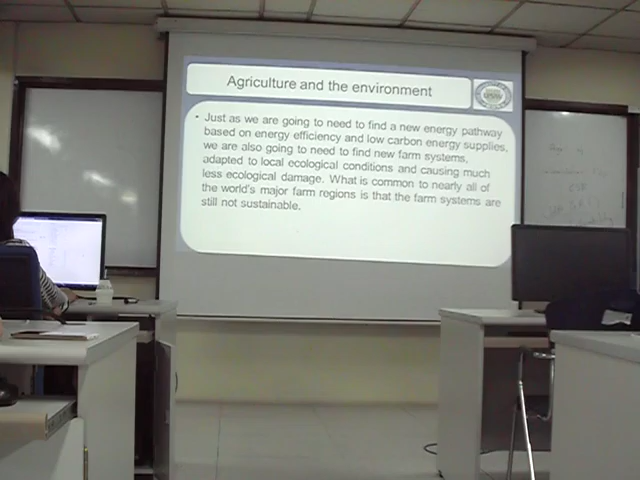 Agriculture and the environment
• Just as we are going to need to find a new energy pathway
based on energy efficiency and low carbon energy supplies,
we are also going to need to find new farm systems,
adapted to local ecological conditions and causing much
less ecological damage. What is common to nearly all of
the world's major farm regions is that the farm systems are
still not sustainable.